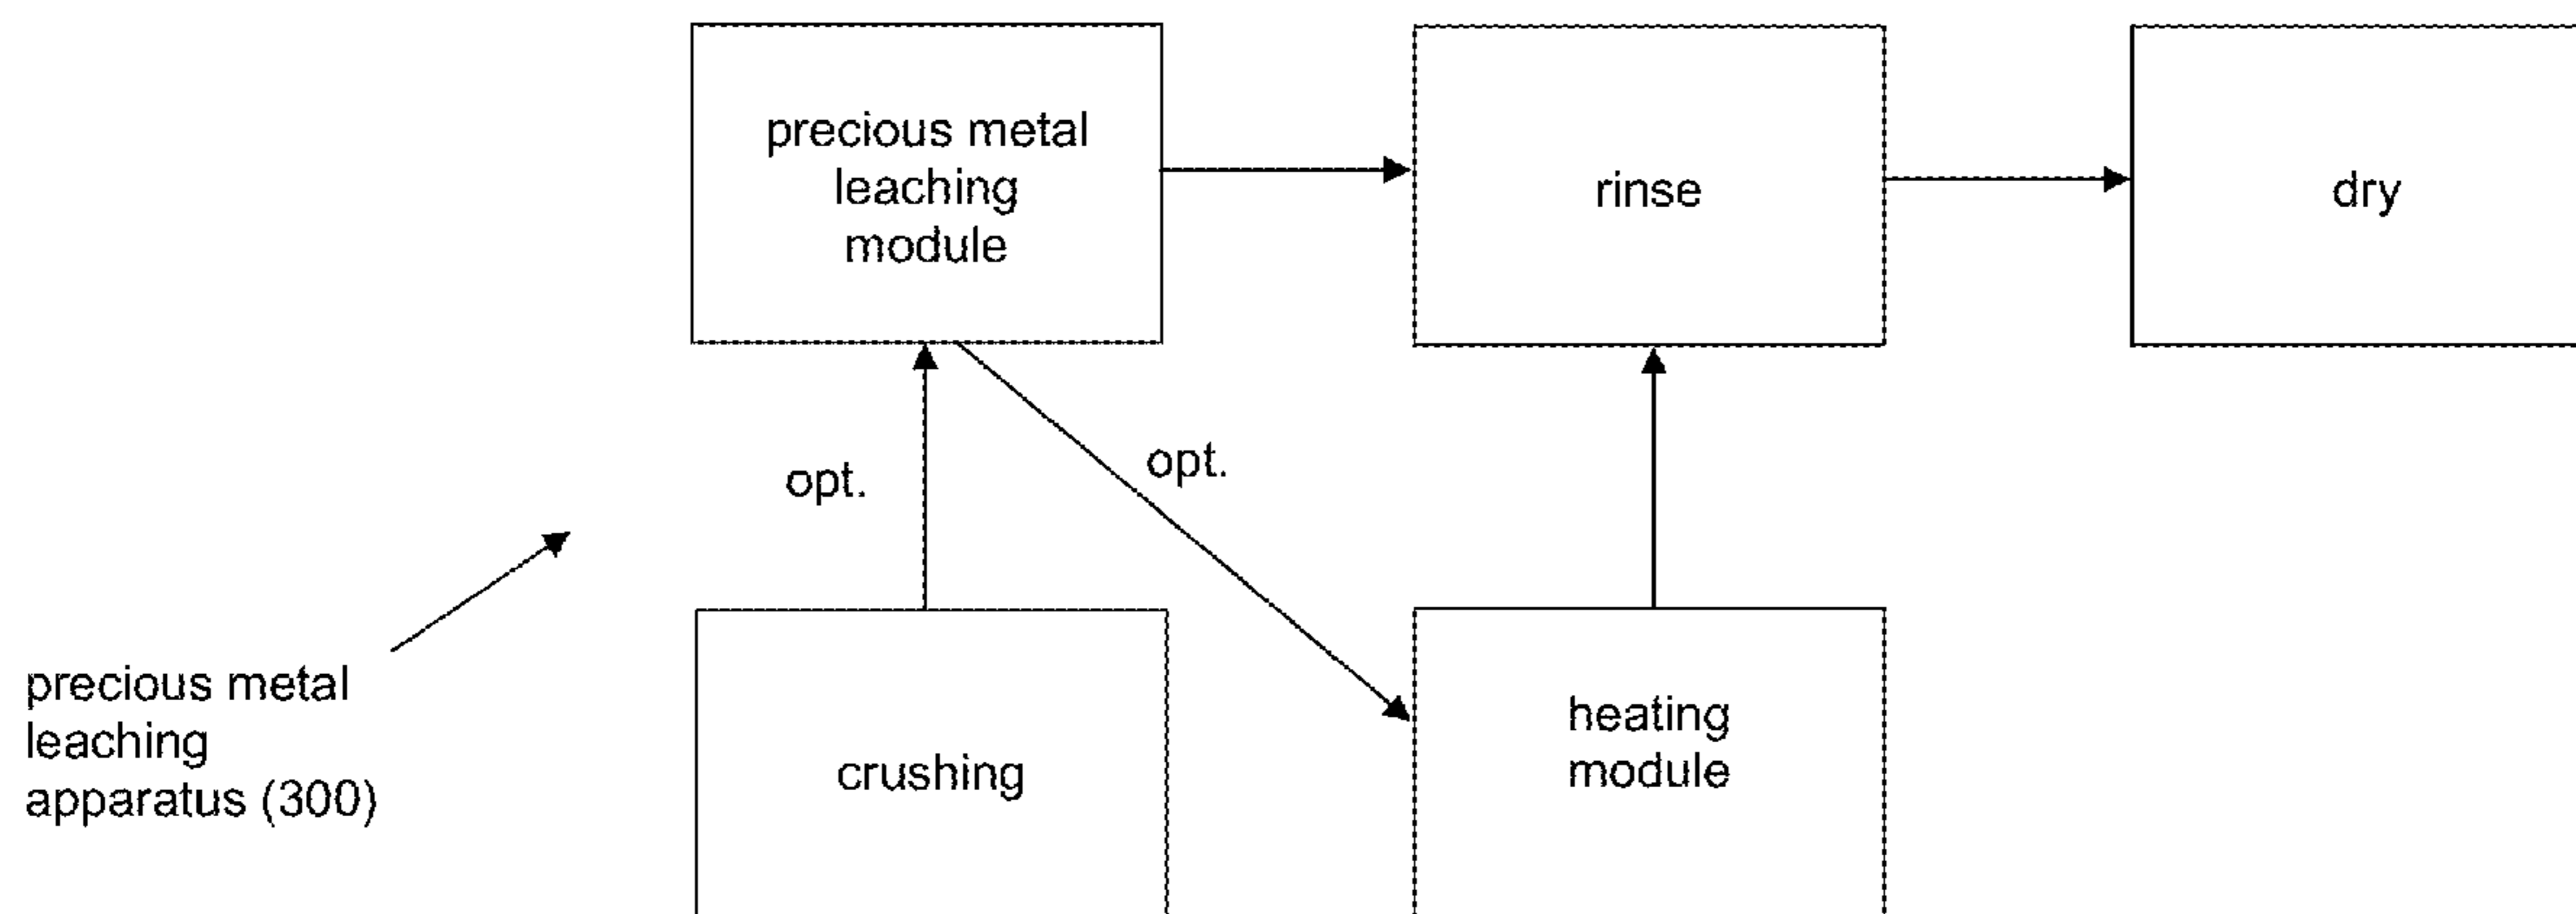 precious metal
leaching
module
rinse
dry
opt.
opt.
precious metal
leaching
apparatus (300)
crushing
heating
module